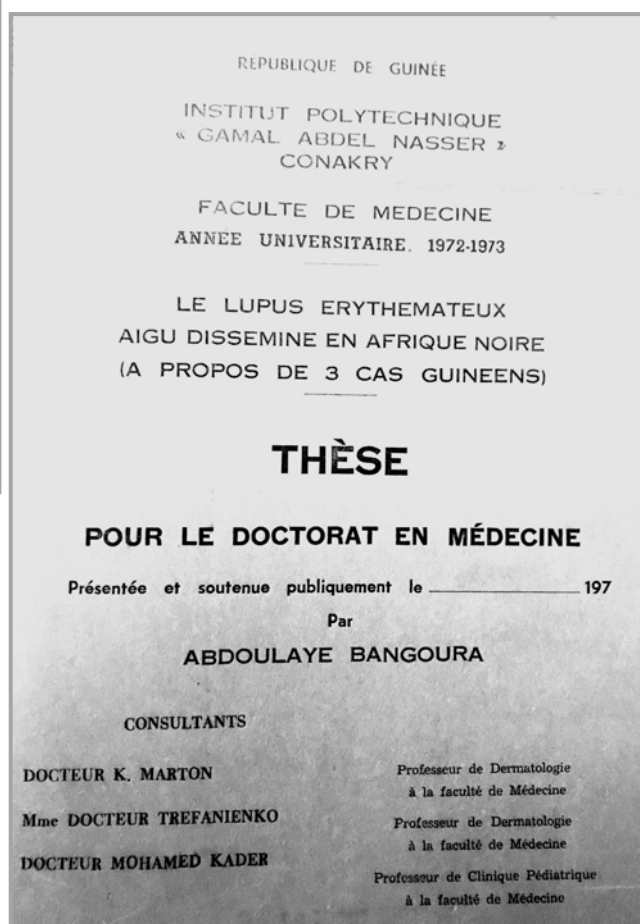 RÉPUBLIQUE DE GUINÉE
INSTITUT POLYTECHNIQUE
« GAMAL ABDEL NASSER »
CONAKRY
FACULTE DE MEDECINE
ANNÉE UNIVERSITAIRE. 1972-1973
LE LUPUS ERYTHEMATEUX
AIGU DISSEMINE EN AFRIQUE NOIRE
(A PROPOS DE 3 CAS GUINEENS)
THÈSE
POUR LE DOCTORAT EN MÉDECINE
Présentée et soutenue publiquement le ____________ 197
Par
ABDOULAYE BANGOURA
CONSULTANTS
DOCTEUR K. MARTON
Professeur de Dermatologie
à la faculté de Médecine
Mme DOCTEUR TREFANIENKO
Professeur de Dermatologie
à la faculté de Médecine
DOCTEUR MOHAMED KADER
Professeur de Clinique Pédiatrique
à la faculté de Médecine